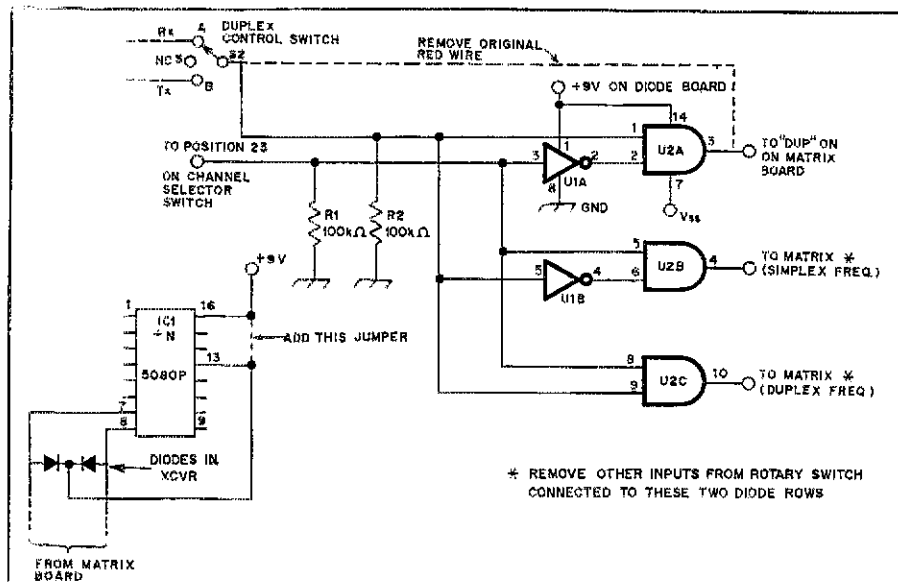 DUPLEX
CONTROL SWITCH
Rx
A
S2
NC
B
Tx
REMOVE ORIGINAL
RED WIRE
+9V ON DIODE BOARD
TO POSITION 23
ON CHANNEL
SELECTOR
SWITCH
3
1
2
U1A
8
GND
1
14
2
U2A
3
7
Vss
TO "DUP" ON
ON MATRIX
BOARD
R1
100kΩ
R2
100kΩ
5
U1B
4
5
6
U2B
4
TO MATRIX *
(SIMPLEX FREQ.)
8
9
U2C
10
TO MATRIX *
(DUPLEX FREQ)
+9V
ADD THIS JUMPER
1
16
IC1
÷N
13
5080P
7
8
9
DIODES IN
XCVR
FROM MATRIX
BOARD
* REMOVE OTHER INPUTS FROM ROTARY SWITCH
CONNECTED TO THESE TWO DIODE ROWS